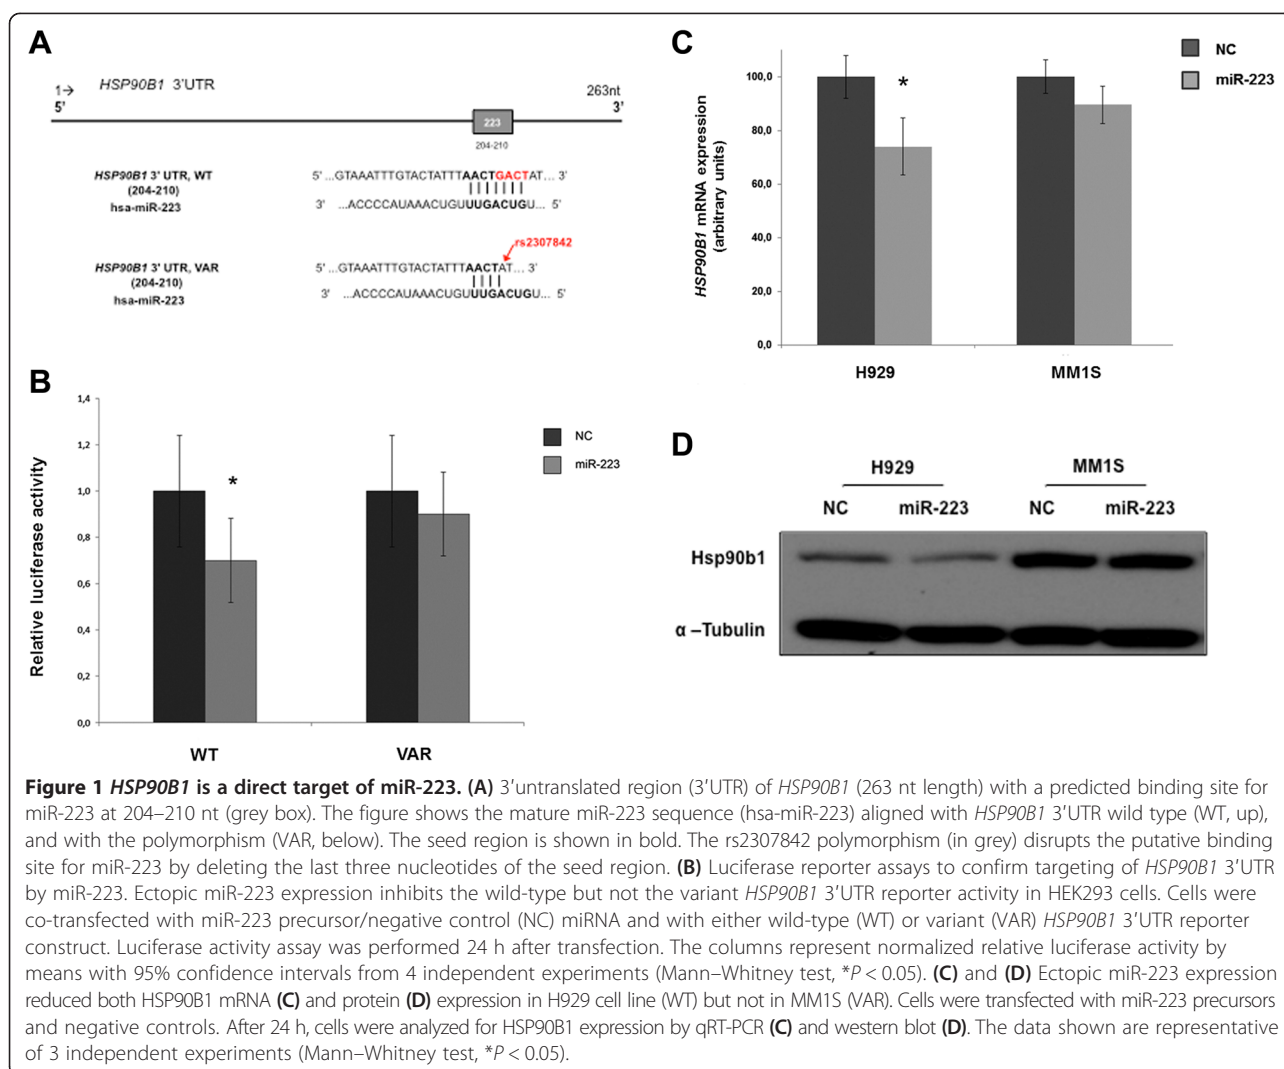 A
1→ HSP90B1 3'UTR 263nt
5' 3'
223
204-210
HSP90B1 3' UTR, WT 5' ...GTAAATTTGTACTATTTAACTGACTAT... 3'
(204-210)
hsa-miR-223 3' ...ACCCCAUAAACUGUUUGACUGU... 5'
rs2307842
HSP90B1 3' UTR, VAR 5' ...GTAAATTTGTACTATTTAACTAT... 3'
(204-210)
hsa-miR-223 3' ...ACCCCAUAAACUGUUUGACUGU... 5'
B
Relative luciferase activity
1,4
1,2
1,0
0,8
0,6
0,4
0,2
0,0
*
NC
miR-223
WT VAR
C
HSP90B1 mRNA expression
(arbitrary units)
100,0
80,0
60,0
40,0
20,0
0,0
*
NC
miR-223
H929 MM1S
D
H929 MM1S
NC miR-223 NC miR-223
Hsp90b1
α –Tubulin
Figure 1 HSP90B1 is a direct target of miR-223. (A) 3′untranslated region (3′UTR) of HSP90B1 (263 nt length) with a predicted binding site for
miR-223 at 204–210 nt (grey box). The figure shows the mature miR-223 sequence (hsa-miR-223) aligned with HSP90B1 3′UTR wild type (WT, up),
and with the polymorphism (VAR, below). The seed region is shown in bold. The rs2307842 polymorphism (in grey) disrupts the putative binding
site for miR-223 by deleting the last three nucleotides of the seed region. (B) Luciferase reporter assays to confirm targeting of HSP90B1 3′UTR
by miR-223. Ectopic miR-223 expression inhibits the wild-type but not the variant HSP90B1 3′UTR reporter activity in HEK293 cells. Cells were
co-transfected with miR-223 precursor/negative control (NC) miRNA and with either wild-type (WT) or variant (VAR) HSP90B1 3′UTR reporter
construct. Luciferase activity assay was performed 24 h after transfection. The columns represent normalized relative luciferase activity by
means with 95% confidence intervals from 4 independent experiments (Mann–Whitney test, *P < 0.05). (C) and (D) Ectopic miR-223 expression
reduced both HSP90B1 mRNA (C) and protein (D) expression in H929 cell line (WT) but not in MM1S (VAR). Cells were transfected with miR-223 precursors
and negative controls. After 24 h, cells were analyzed for HSP90B1 expression by qRT-PCR (C) and western blot (D). The data shown are representative
of 3 independent experiments (Mann–Whitney test, *P < 0.05).